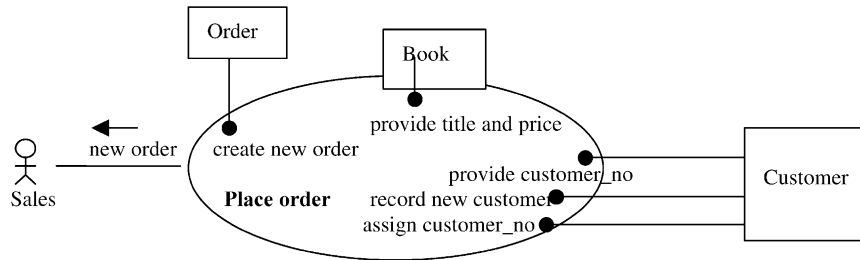 Order
Book
provide title and price
new order
create new order
provide customer_no
Customer
Sales
Place order
record new customer
assign customer_no